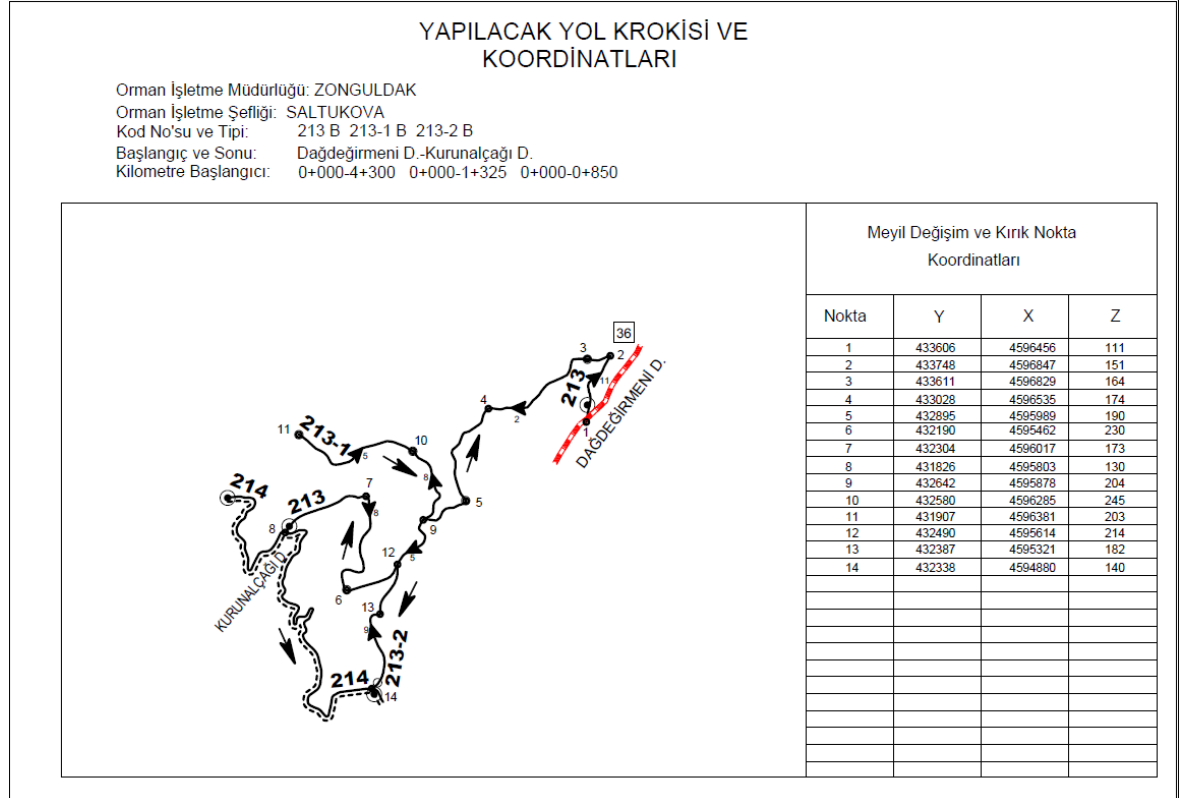 YAPILACAK YOL KROKİSİ VE
KOORDİNATLARI
Orman İşletme Müdürlüğü: ZONGULDAK
Orman İşletme Şefliği: SALTUKOVA
Kod No'su ve Tipi: 213 B 213-1 B 213-2 B
Başlangıç ve Sonu: Dağdeğirmeni D.-Kurunalçağı D.
Kilometre Başlangıcı: 0+000-4+300 0+000-1+325 0+000-0+850
Meyil Değişim ve Kırık Nokta
Koordinatları
Nokta Y X Z
1 433606 4596456 111
2 433748 4596847 151
3 433611 4596829 164
4 433028 4596535 174
5 432895 4595989 190
6 432190 4595462 230
7 432304 4596017 173
8 431826 4595803 130
9 432642 4595878 204
10 432580 4596285 245
11 431907 4596381 203
12 432490 4595614 214
13 432387 4595321 182
14 432338 4594880 140
36
3
2
213
11
DAĞDEĞİRMENİ D.
1
4
2
11
213-1
5
10
8
5
214
213
7
8
8
9
KURUNALÇAĞI D.
12
5
6
13
9
213-2
214
14